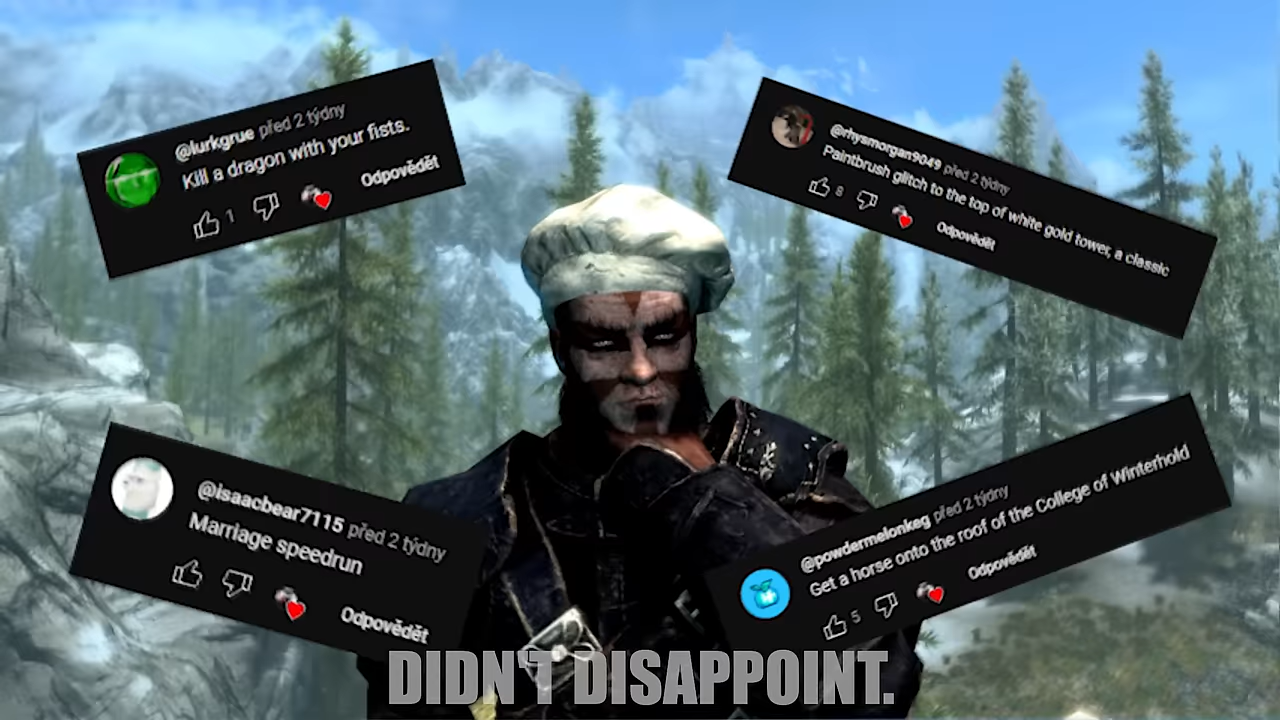 @lurkgrue před 2 týdny
Kill a dragon with your fists.
1 Odpovědět
@rhysmorgan9049 před 2 týdny
Paintbrush glitch to the top of white gold tower, a classic
8 Odpovědět
@isaacbear7115 před 2 týdny
Marriage speedrun
Odpovědět
@powdermelonkeg před 2 týdny
Get a horse onto the roof of the College of Winterhold
5 Odpovědět
DIDN'T DISAPPOINT.